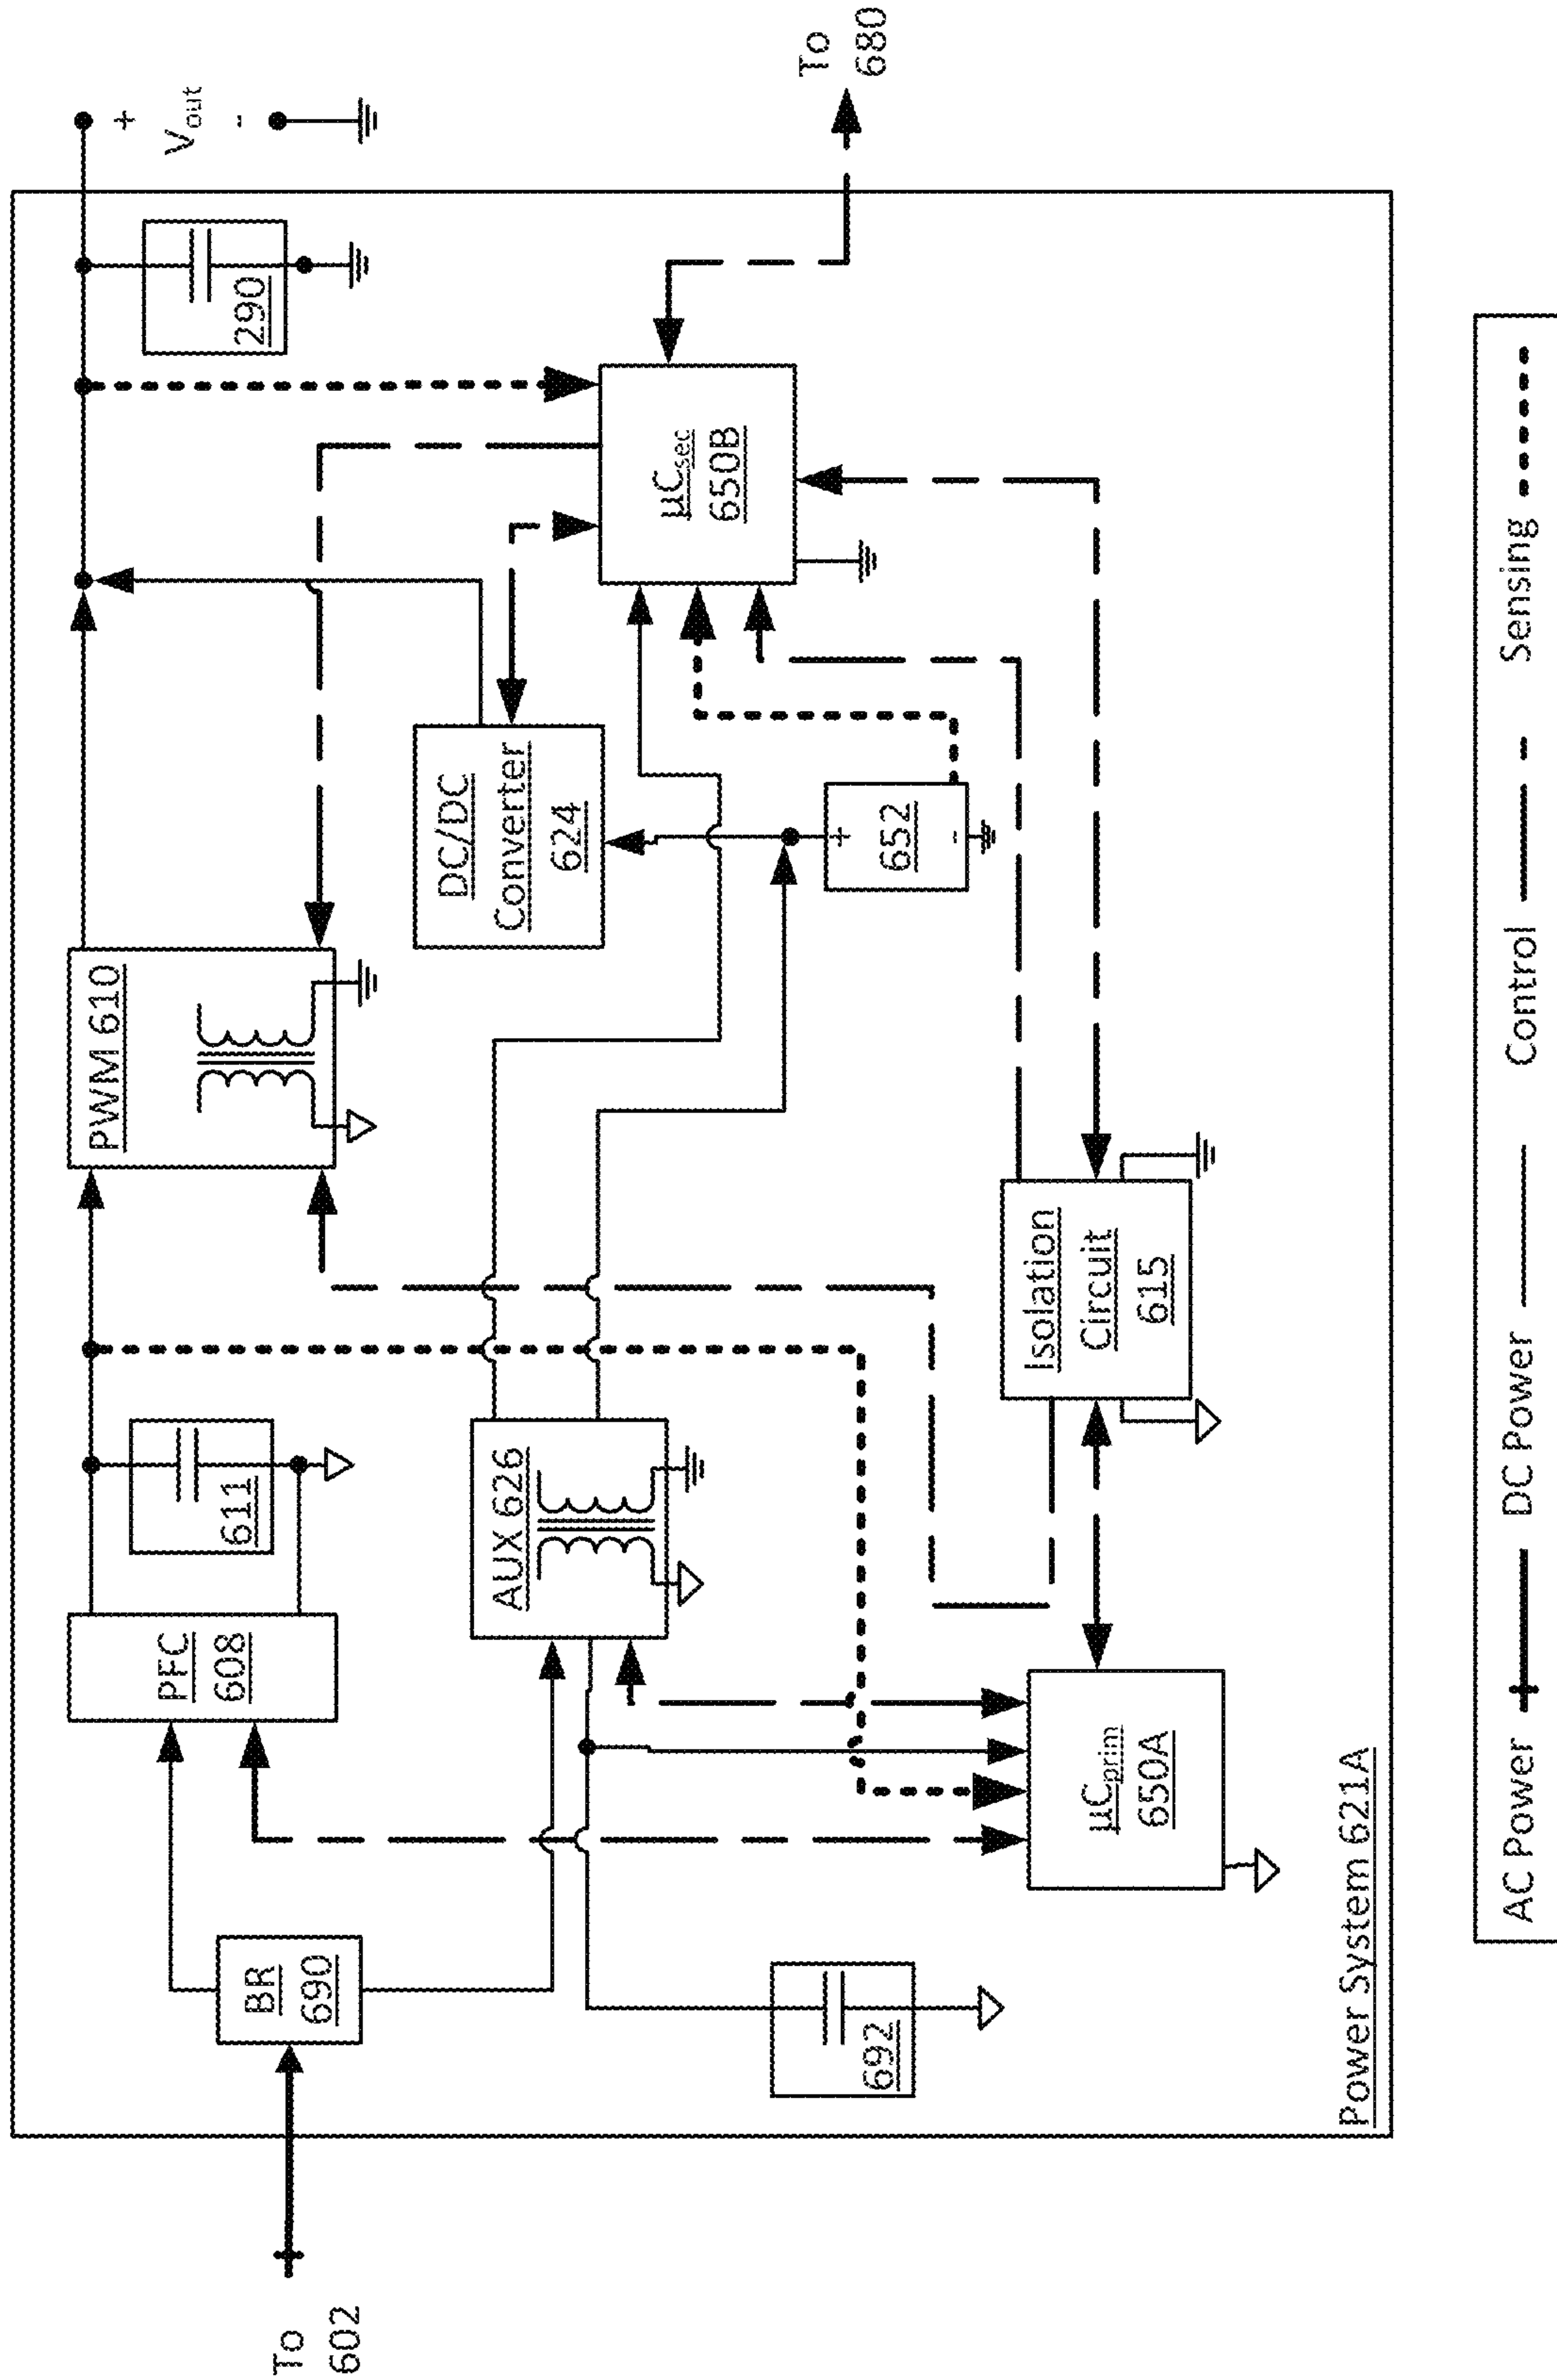 To
602
BR
690
PFC
608
611
PWM 610
290
+
Vout
-
AUX 626
DC/DC
Converter
624
µCsec
650B
To
680
692
+
652
-
µCprim
650A
Isolation
Circuit
615
Power System 621A
AC Power DC Power Control Sensing